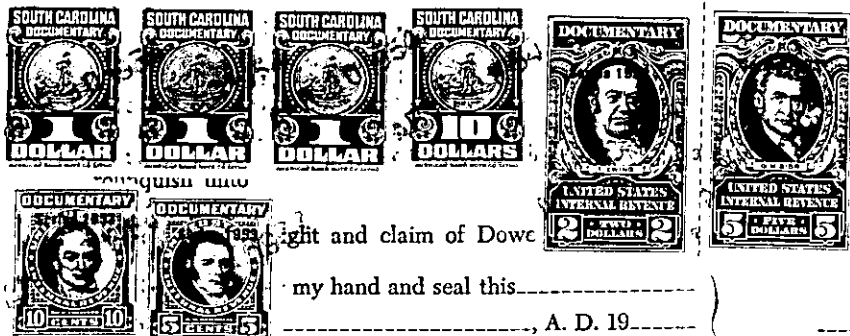 SOUTH CAROLINA SOUTH CAROLINA SOUTH CAROLINA SOUTH CAROLINA
DOCUMENTARY DOCUMENTARY DOCUMENTARY DOCUMENTARY
1 1 1 10
DOLLAR DOLLAR DOLLAR DOLLARS
DOCUMENTARY DOCUMENTARY
UNITED STATES UNITED STATES
INTERNAL REVENUE INTERNAL REVENUE
2 TWO DOLLARS 2 5 FIVE DOLLARS 5
relinquish unto
DOCUMENTARY DOCUMENTARY
1953
10 CENTS 10 5 CENTS 5
ght and claim of Dowe
my hand and seal this
, A. D. 19